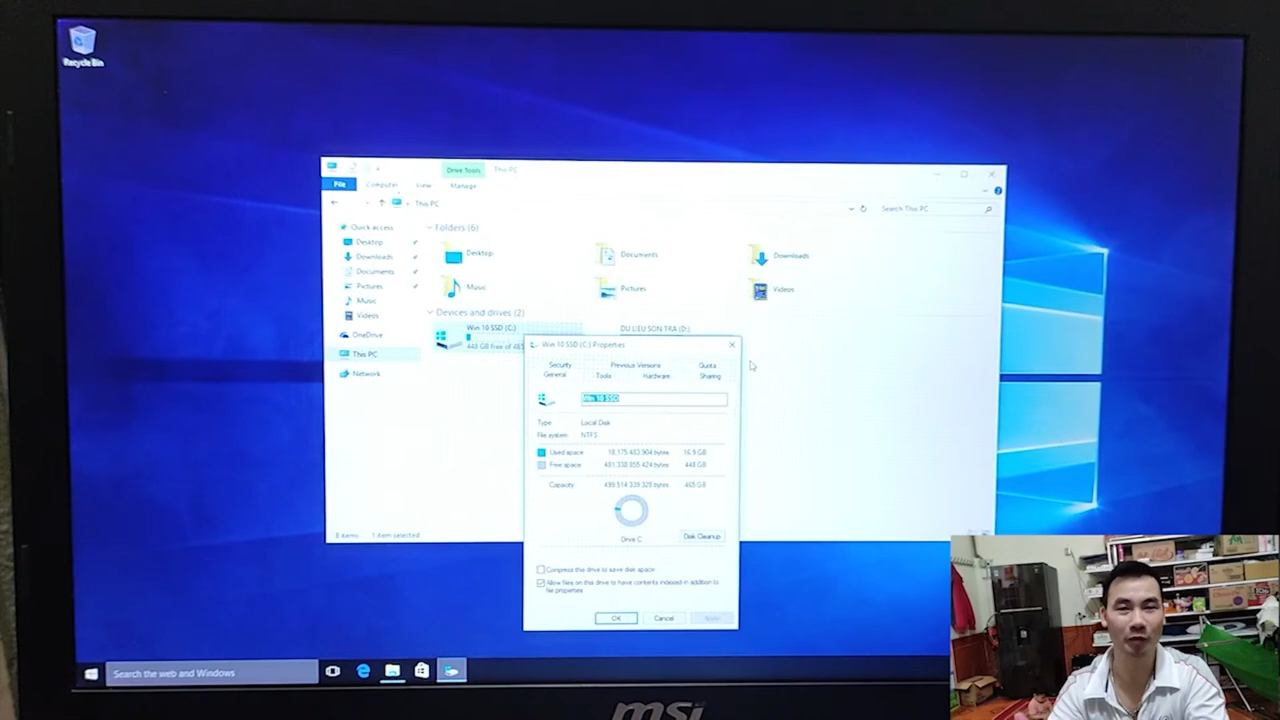 Recycle Bin
Drive Tools
This PC
File
Computer
View
Manage
This PC
Search This PC
Quick access
Desktop
Downloads
Documents
Pictures
Music
Videos
OneDrive
This PC
Network
Folders (6)
Desktop
Documents
Downloads
Music
Pictures
Videos
Devices and drives (2)
Win 10 SSD (C:)
448 GB free of 465
DU LIEU SON TRA (D:)
8 items
1 item selected
Win 10 SSD (C:) Properties
Security
Previous Versions
Quota
General
Tools
Hardware
Sharing
Win 10 SSD
Type:
Local Disk
File system:
NTFS
Used space:
18,175,483,904 bytes
16.9 GB
Free space:
481,338,855,424 bytes
448 GB
Capacity:
499,514,339,328 bytes
465 GB
Drive C:
Disk Cleanup
Compress this drive to save disk space
Allow files on this drive to have contents indexed in addition to
file properties
OK
Cancel
Apply
Search the web and Windows
msi